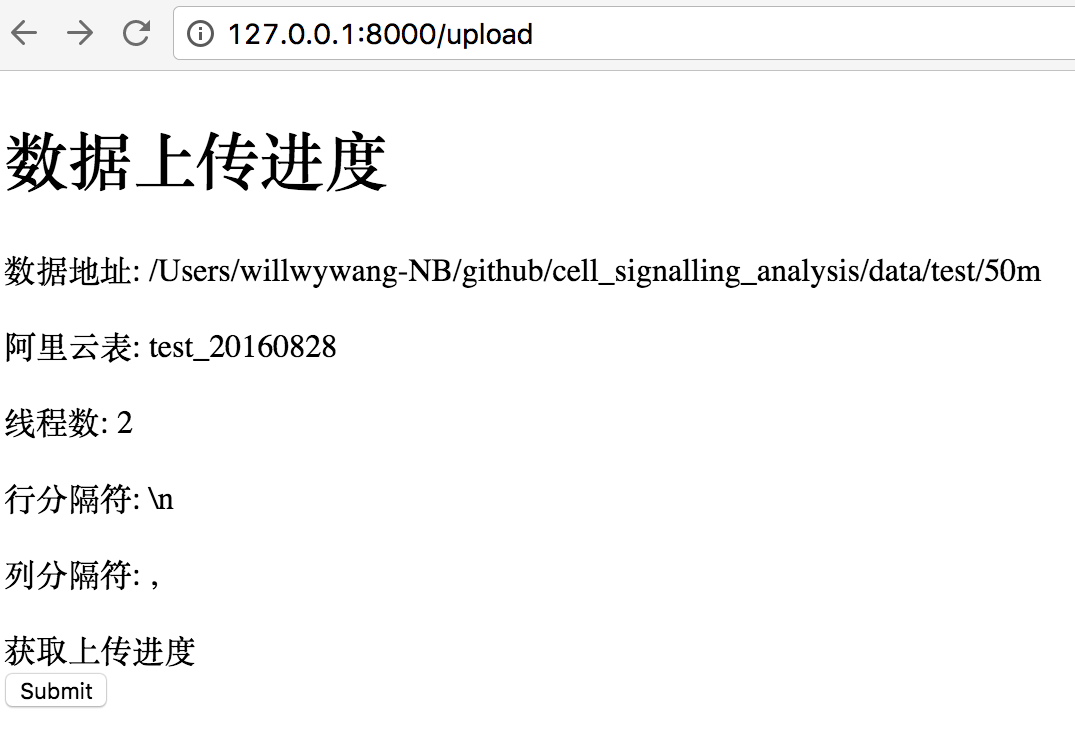 127.0.0.1:8000/upload
数据上传进度
数据地址: /Users/willwywang-NB/github/cell_signalling_analysis/data/test/50m
阿里云表: test_20160828
线程数: 2
行分隔符: \n
列分隔符: ,
获取上传进度
Submit